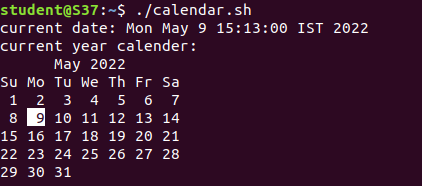 student@S37:~$ ./calendar.sh
current date: Mon May 9 15:13:00 IST 2022
current year calender:
May 2022
Su Mo Tu We Th Fr Sa
1 2 3 4 5 6 7
8 9 10 11 12 13 14
15 16 17 18 19 20 21
22 23 24 25 26 27 28
29 30 31